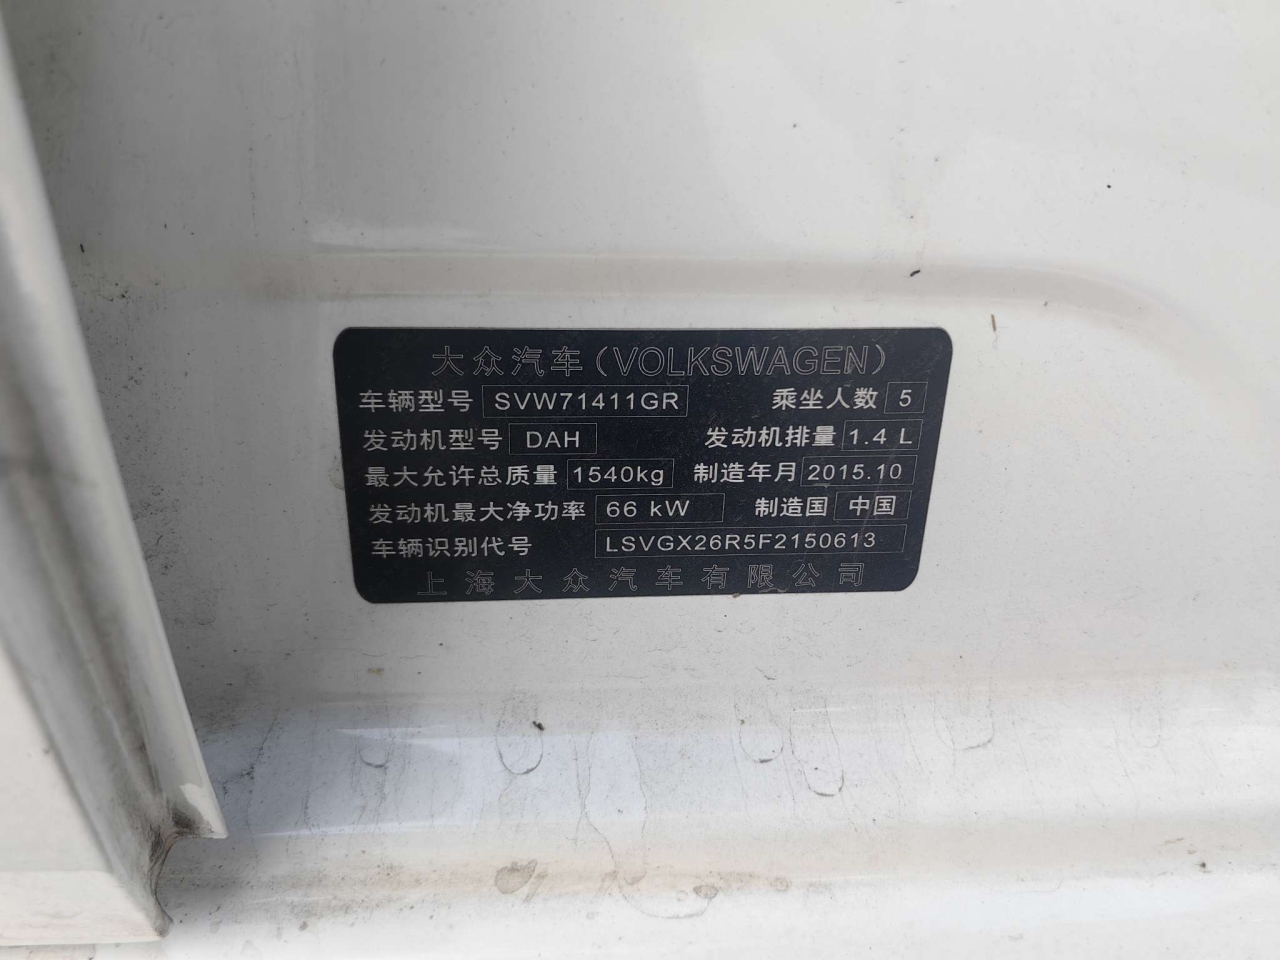 大众汽车(VOLKSWAGEN)
车辆型号 SVW71411GR 乘坐人数 5
发动机型号 DAH 发动机排量 1.4 L
最大允许总质量 1540kg 制造年月 2015.10
发动机最大净功率 66 kW 制造国 中国
车辆识别代号 LSVGX26R5F2150613
上海大众汽车有限公司